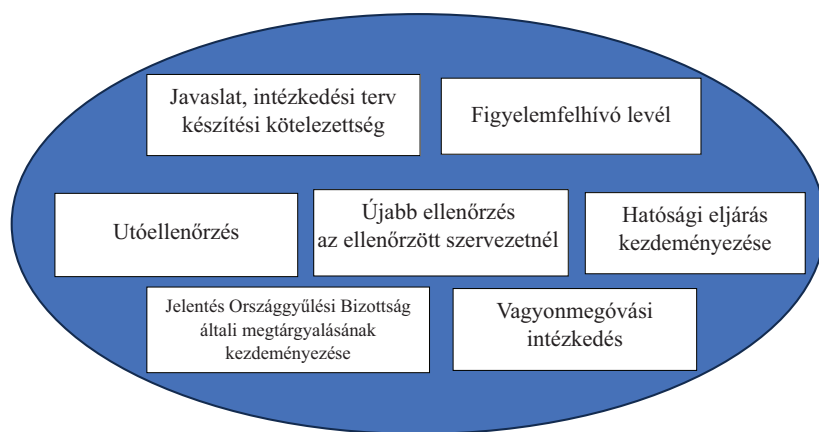 Javaslat, intézkedési terv
készítési kötelezettség
Figyelemfelhívó levél
Utóellenőrzés
Újabb ellenőrzés
az ellenőrzött szervezetnél
Hatósági eljárás
kezdeményezése
Jelentés Országgyűlési Bizottság
általi megtárgyalásának
kezdeményezése
Vagyonmegóvási
intézkedés